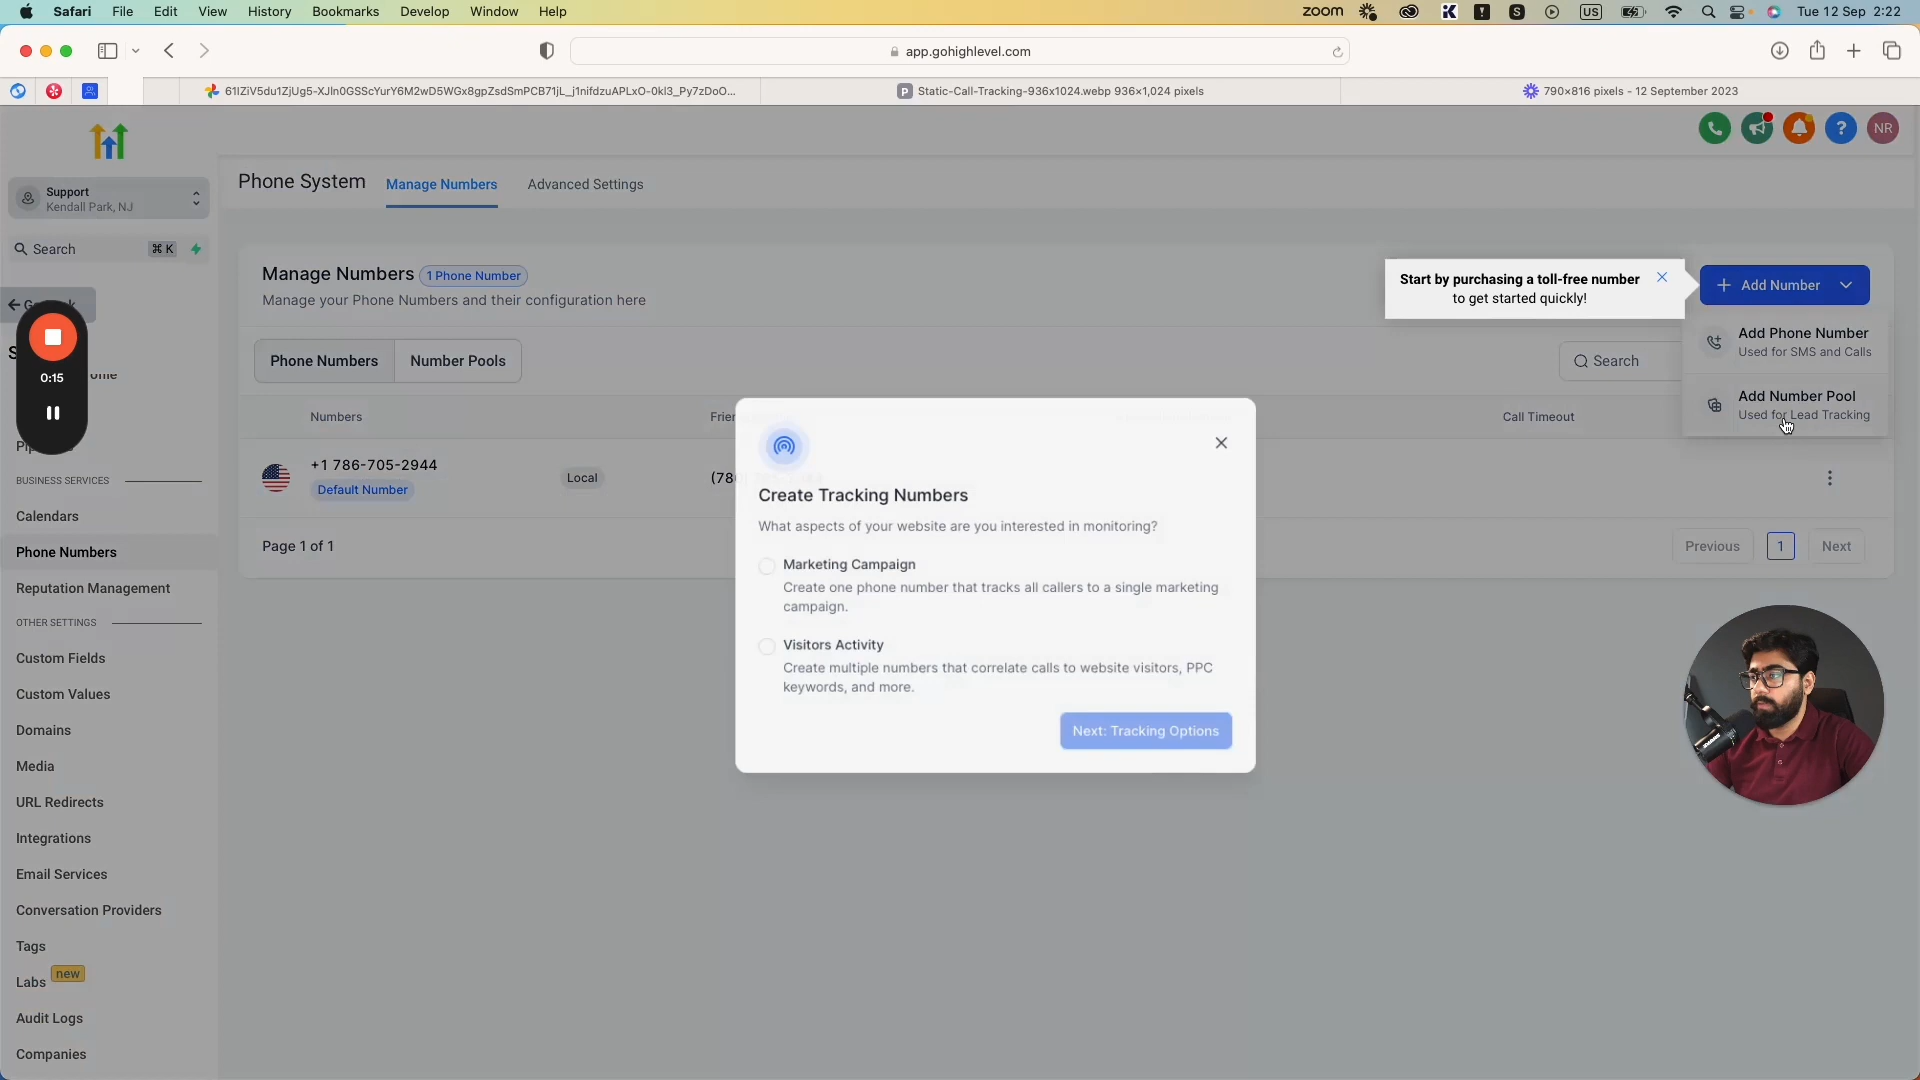 Safari File Edit View History Bookmarks Develop Window Help
zoom US Tue 12 Sep 2:22
app.gohighlevel.com
Static-Call-Tracking-936x1024.webp 936×1,024 pixels
790×816 pixels - 12 September 2023
NR
Support
Kendall Park, NJ
Phone System Manage Numbers Advanced Settings
Search ⌘ K
Manage Numbers 1 Phone Number
Manage your Phone Numbers and their configuration here
Start by purchasing a toll-free number
to get started quickly!
+ Add Number
Add Phone Number
Used for SMS and Calls
Add Number Pool
Used for Lead Tracking
0:15
Phone Numbers Number Pools
Search
Numbers Call Timeout
+1 786-705-2944
Default Number
Local
Page 1 of 1
Previous 1 Next
Create Tracking Numbers
What aspects of your website are you interested in monitoring?
Marketing Campaign
Create one phone number that tracks all callers to a single marketing
campaign.
Visitors Activity
Create multiple numbers that correlate calls to website visitors, PPC
keywords, and more.
Next: Tracking Options
BUSINESS SERVICES
Calendars
Phone Numbers
Reputation Management
OTHER SETTINGS
Custom Fields
Custom Values
Domains
Media
URL Redirects
Integrations
Email Services
Conversation Providers
Tags
Labs new
Audit Logs
Companies